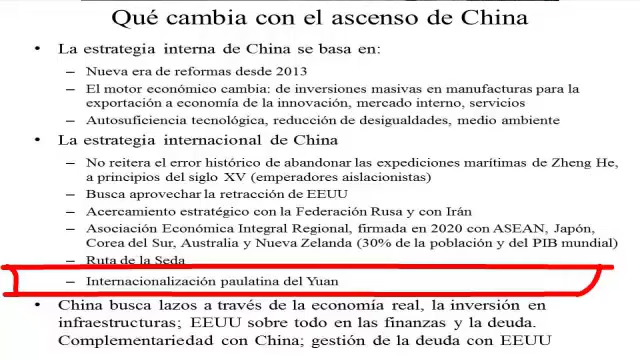 Qué cambia con el ascenso de China
• La estrategia interna de China se basa en:
– Nueva era de reformas desde 2013
– El motor económico cambia: de inversiones masivas en manufacturas para la
exportación a economía de la innovación, mercado interno, servicios
– Autosuficiencia tecnológica, reducción de desigualdades, medio ambiente
• La estrategia internacional de China
– No reitera el error histórico de abandonar las expediciones marítimas de Zheng He,
a principios del siglo XV (emperadores aislacionistas)
– Busca aprovechar la retracción de EEUU
– Acercamiento estratégico con la Federación Rusa y con Irán
– Asociación Económica Integral Regional, firmada en 2020 con ASEAN, Japón,
Corea del Sur, Australia y Nueva Zelanda (30% de la población y del PIB mundial)
– Ruta de la Seda
– Internacionalización paulatina del Yuan
• China busca lazos a través de la economía real, la inversión en
infraestructuras; EEUU sobre todo en las finanzas y la deuda.
Complementariedad con China; gestión de la deuda con EEUU